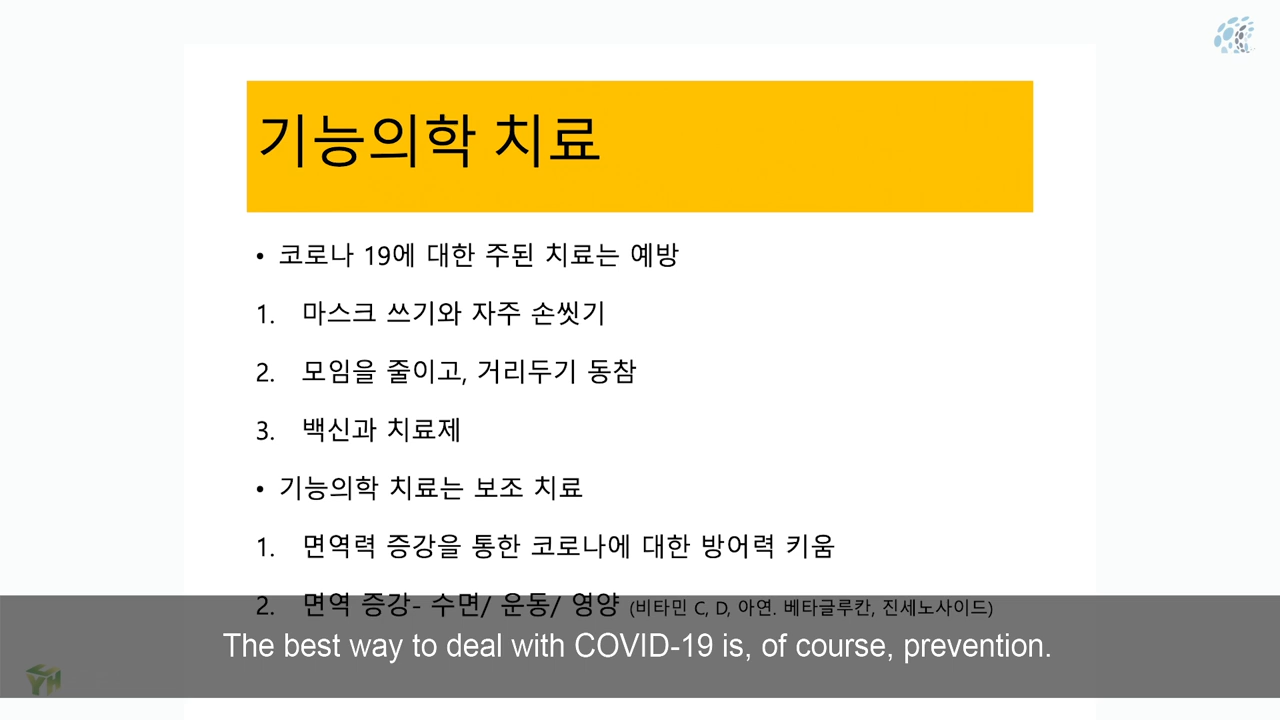 기능의학 치료
• 코로나 19에 대한 주된 치료는 예방
1. 마스크 쓰기와 자주 손씻기
2. 모임을 줄이고, 거리두기 동참
3. 백신과 치료제
• 기능의학 치료는 보조 치료
1. 면역력 증강을 통한 코로나에 대한 방어력 키움
2. 면역 증강- 수면/ 운동/ 영양 (비타민 C, D, 아연. 베타글루칸, 진세노사이드)
The best way to deal with COVID-19 is, of course, prevention.
YH